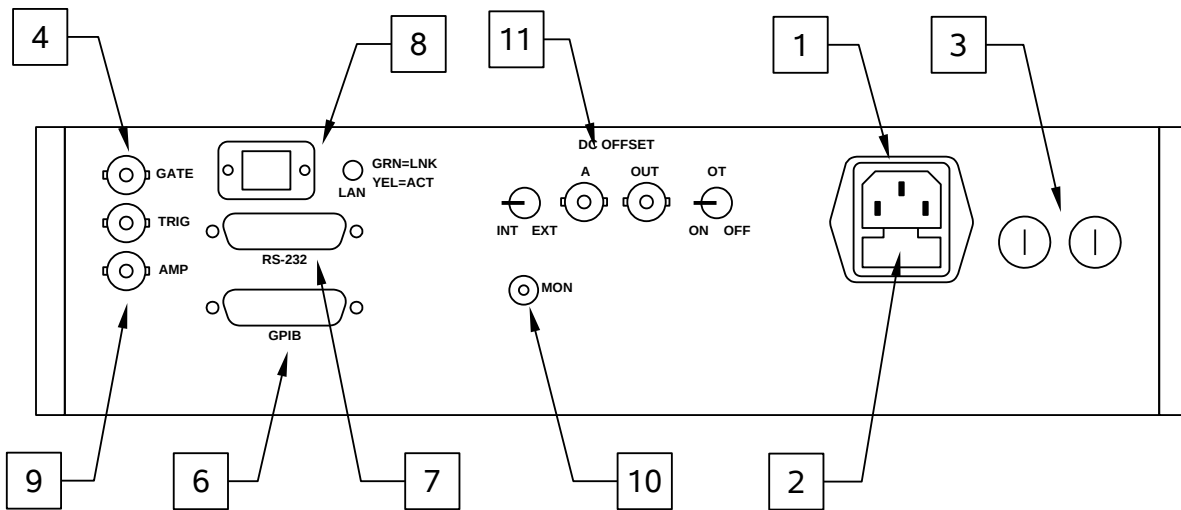 4
8
11
1
3
DC OFFSET
GATE
GRN=LNK
YEL=ACT
LAN
A
OUT
OT
TRIG
INT EXT
ON OFF
RS-232
AMP
MON
GPIB
9
6
7
10
2